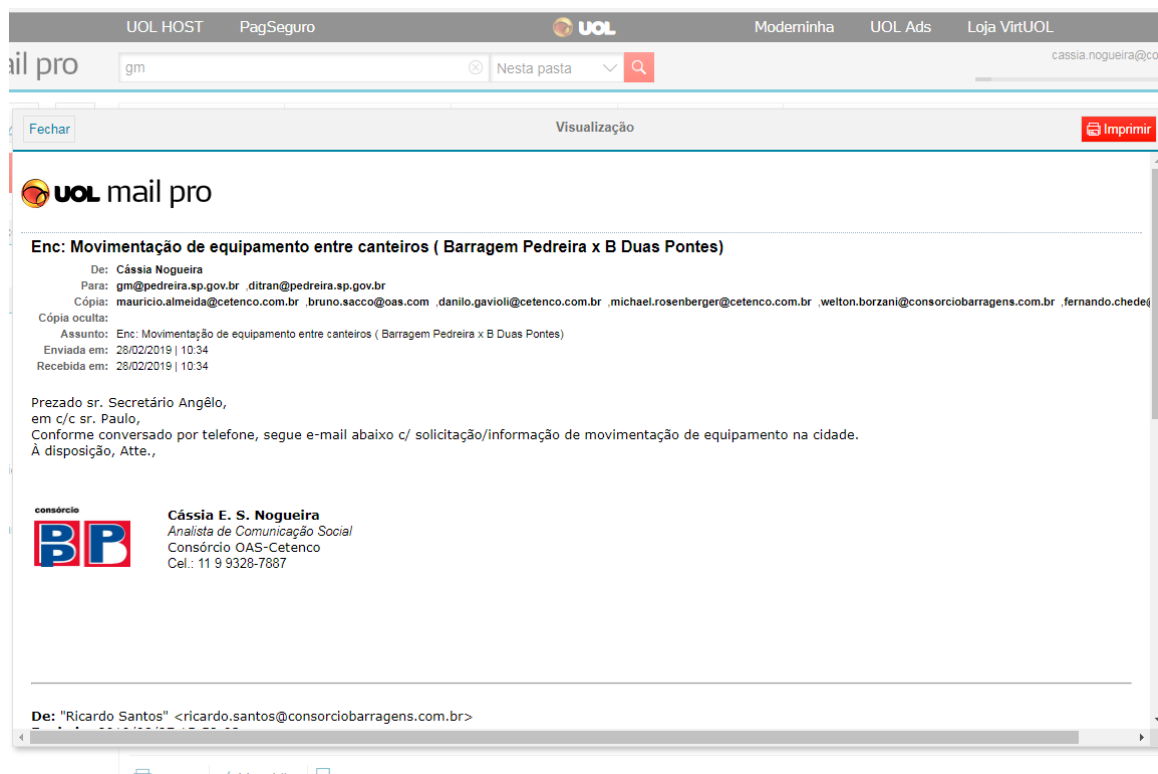 UOL HOST PagSeguro UOL Moderninha UOL Ads Loja VirtUOL
ail pro gm Nesta pasta cassia.nogueira@co
Fechar Visualização Imprimir
UOL mail pro
Enc: Movimentação de equipamento entre canteiros ( Barragem Pedreira x B Duas Pontes)
De: Cássia Nogueira
Para: gm@pedreira.sp.gov.br ,ditran@pedreira.sp.gov.br
Cópia: mauricio.almeida@cetenco.com.br ,bruno.sacco@oas.com ,danilo.gavioli@cetenco.com.br ,michael.rosenberger@cetenco.com.br ,welton.borzani@consorciobarragens.com.br ,fernando.chede@
Cópia oculta:
Assunto: Enc: Movimentação de equipamento entre canteiros ( Barragem Pedreira x B Duas Pontes)
Enviada em: 28/02/2019 | 10:34
Recebida em: 28/02/2019 | 10:34
Prezado sr. Secretário Angêlo,
em c/c sr. Paulo,
Conforme conversado por telefone, segue e-mail abaixo c/ solicitação/informação de movimentação de equipamento na cidade.
À disposição, Atte.,
consórcio
BBP
Cássia E. S. Nogueira
Analista de Comunicação Social
Consórcio OAS-Cetenco
Cel.: 11 9 9328-7887
De: "Ricardo Santos" <ricardo.santos@consorciobarragens.com.br>